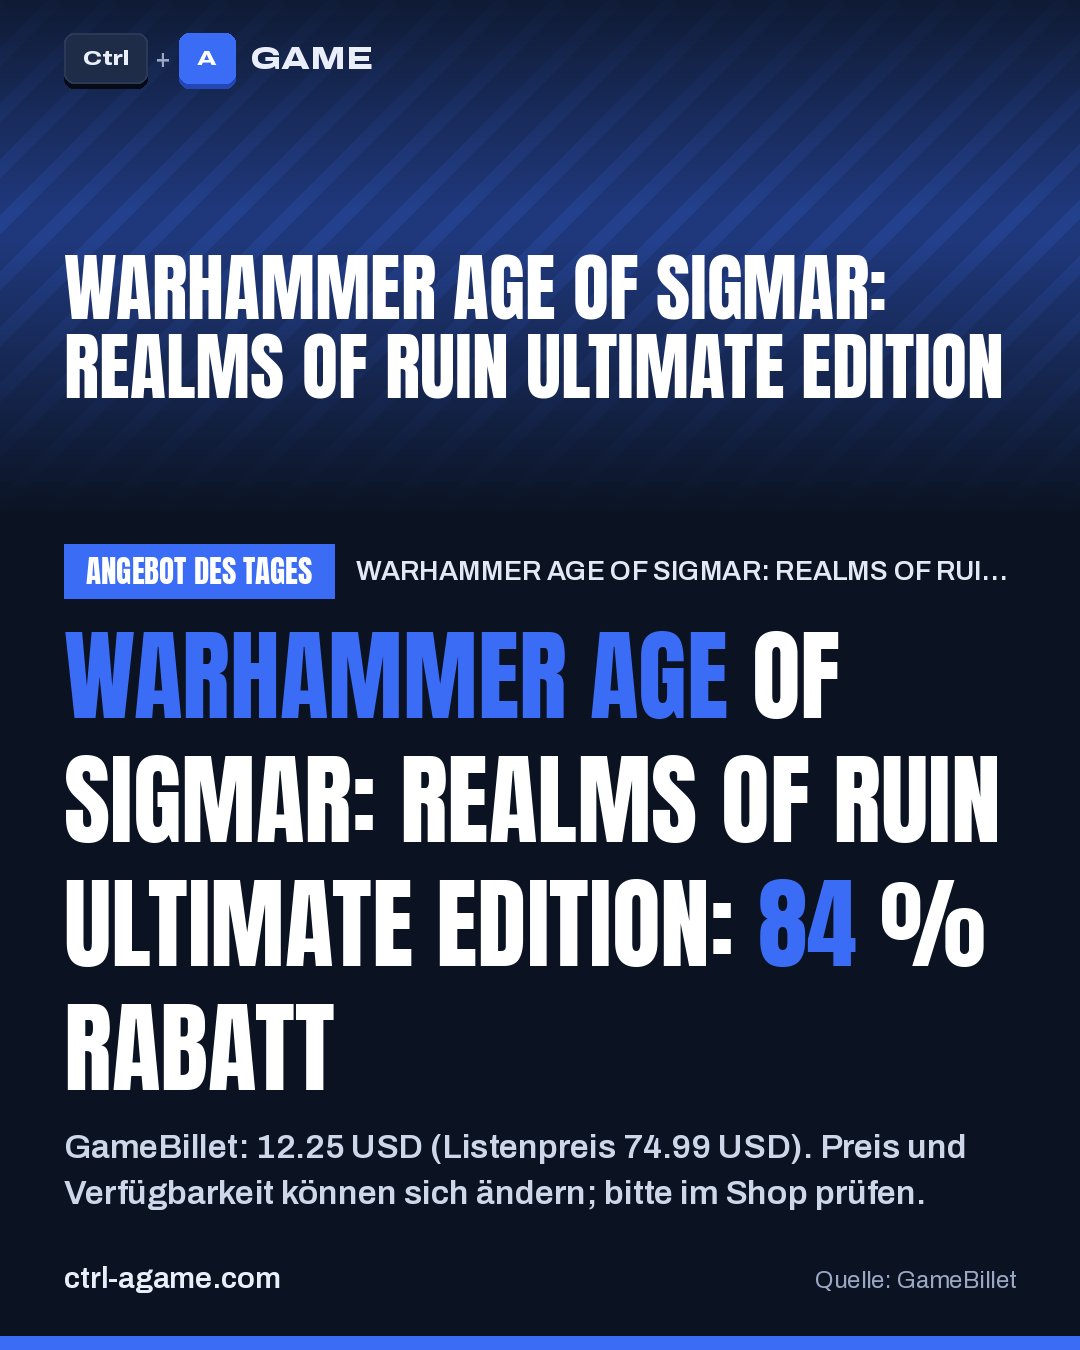 Ctrl + A GAME
WARHAMMER AGE OF SIGMAR:
REALMS OF RUIN ULTIMATE EDITION
ANGEBOT DES TAGES WARHAMMER AGE OF SIGMAR: REALMS OF RUI...
WARHAMMER AGE OF
SIGMAR: REALMS OF RUIN
ULTIMATE EDITION: 84 %
RABATT
GameBillet: 12.25 USD (Listenpreis 74.99 USD). Preis und
Verfügbarkeit können sich ändern; bitte im Shop prüfen.
ctrl-agame.com Quelle: GameBillet